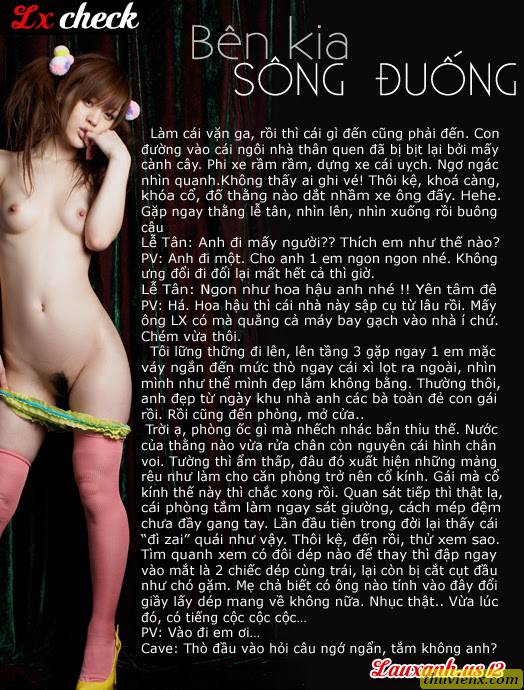 Lx check
Bên kia
SÔNG ĐUỐNG
Làm cái vặn ga, rồi thì cái gì đến cũng phải đến. Con
đường vào cái ngôi nhà thân quen đã bị bịt lại bởi mấy
cành cây. Phi xe rầm rầm, dựng xe cái uỵch. Ngơ ngác
nhìn quanh.Không thấy ai ghi vé! Thôi kệ, khoá càng,
khóa cổ, đố thằng nào dắt nhầm xe ông đấy. Hehe.
Gặp ngay thằng lễ tân, nhìn lên, nhìn xuống rồi buông
câu
Lễ Tân: Anh đi mấy người?? Thích em như thế nào?
PV: Anh đi một. Cho anh 1 em ngon ngon nhé. Không
ưng đổi đi đổi lại mất hết cả thì giờ.
Lễ Tân: Ngon như hoa hậu anh nhé !! Yên tâm đê
PV: Há. Hoa hậu thì cái nhà này sập cụ từ lâu rồi. Mấy
ông LX có mà quẳng cả máy bay gạch vào nhà í chứ.
Chém vừa thôi.
Tôi lững thững đi lên, lên tầng 3 gặp ngay 1 em mặc
váy ngắn đến mức thò ngay cái xì lọt ra ngoài, nhìn
mình như thể mình đẹp lắm không bằng. Thường thôi,
anh đẹp từ ngày khu nhà anh các bà toàn đẻ con gái
rồi. Rồi cũng đến phòng, mở cửa..
Trời ạ, phòng ốc gì mà nhếch nhác bẩn thỉu thế. Nước
của thằng nào vừa rửa chân còn nguyên cái hình chân
voi. Tường thì ẩm thấp, đâu đó xuất hiện những màng
rêu như làm cho căn phòng trở nên cổ kính. Gái mà cổ
kính thế này thì chắc xong rồi. Quan sát tiếp thì thật lạ,
cái phòng tắm làm ngay sát giường, cách mép đệm
chưa đầy gang tay. Lần đầu tiên trong đời lại thấy cái
“đì zai” quái như vậy. Thôi kệ, đến rồi, thử xem sao.
Tìm quanh xem có đôi dép nào để thay thì đập ngay
vào mắt là 2 chiếc dép cùng trái, lại còn bị cắt cụt đầu
như chó gặm. Mẹ chả biết có ông nào tính vào đây đổi
giầy lấy dép mang về không nữa. Nhục thật.. Vừa lúc
đó, có tiếng cộc cộc cộc…
PV: Vào đi em ơi…
Cave: Thò đầu vào hỏi câu ngớ ngẩn, tắm không anh?
Lauxanh.us
thuvienx.com